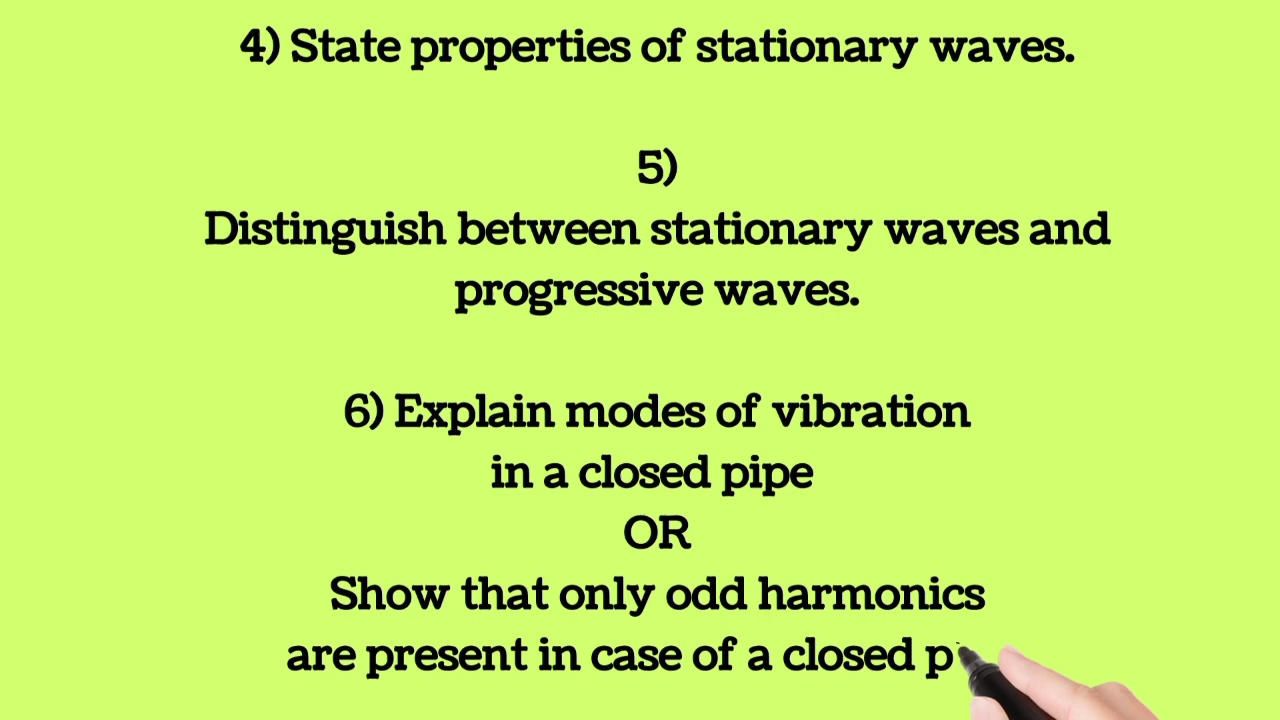 4) State properties of stationary waves.
5)
Distinguish between stationary waves and
progressive waves.
6) Explain modes of vibration
in a closed pipe
OR
Show that only odd harmonics
are present in case of a closed p